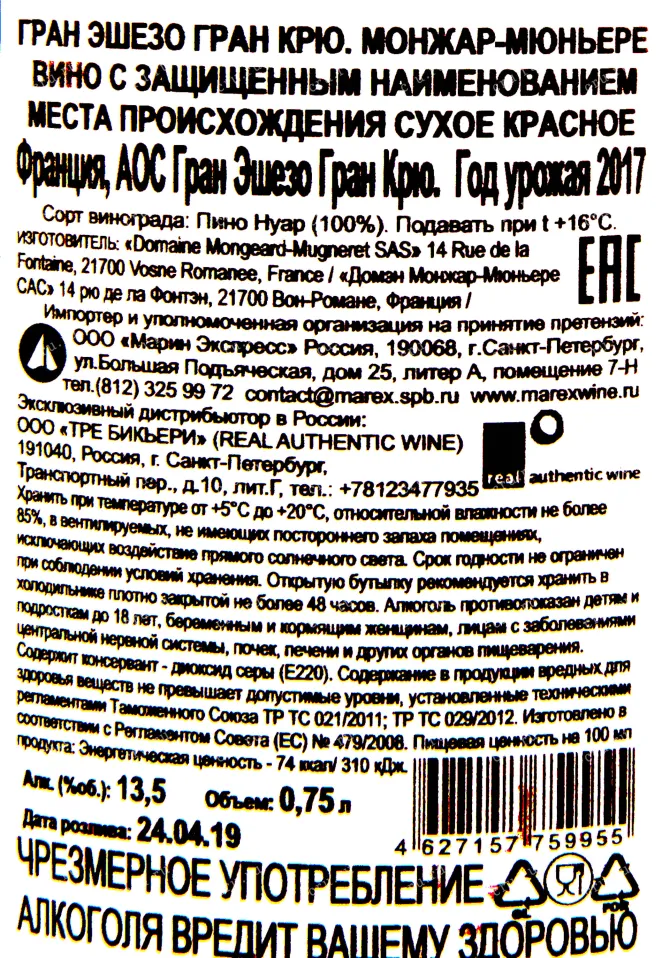 ГРАН ЭШЕЗО ГРАН КРЮ. МОНЖАР-МЮНЬЕРЕ
ВИНО С ЗАЩИЩЕННЫМ НАИМЕНОВАНИЕМ
МЕСТА ПРОИСХОЖДЕНИЯ СУХОЕ КРАСНОЕ
Франция, АОС Гран Эшезо Гран Крю. Год урожая 2017
Сорт винограда: Пино Нуар (100%). Подавать при t +16°C.
ИЗГОТОВИТЕЛЬ: «Domaine Mongeard-Mugneret SAS» 14 Rue de la
Fontaine, 21700 Vosne Romanee, France / «Доман Монжар-Мюньере
САС» 14 рю де ла Фонтэн, 21700 Вон-Романе, Франция /
EAC
Импортер и уполномоченная организация на принятие претензий:
ООО «Марин Экспресс» Россия, 190068, г.Санкт-Петербург,
ул.Большая Подъяческая, дом 25, литер А, помещение 7-Н
тел.(812) 325 99 72 contact@marex.spb.ru www.marexwine.ru
Эксклюзивный дистрибьютор в России:
ООО «ТРЕ БИКЬЕРИ» (REAL AUTHENTIC WINE)
191040, Россия, г. Санкт-Петербург,
Транспортный пер., д.10, лит.Г, тел.: +78123477935
real authentic wine
Хранить при температуре от +5°C до +20°C, относительной влажности не более
85%, в вентилируемых, не имеющих постороннего запаха помещениях,
исключающих воздействие прямого солнечного света. Срок годности не ограничен
при соблюдении условий хранения. Открытую бутылку рекомендуется хранить в
холодильнике плотно закрытой не более 48 часов. Алкоголь противопоказан детям и
подросткам до 18 лет, беременным и кормящим женщинам, лицам с заболеваниями
центральной нервной системы, почек, печени и других органов пищеварения.
Содержит консервант - диоксид серы (E220). Содержание в продукции вредных для
здоровья веществ не превышает допустимые уровни, установленные техническими
регламентами Таможенного Союза ТР ТС 021/2011; ТР ТС 029/2012. Изготовлено в
соответствии с Регламентом Совета (ЕС) № 479/2008. Пищевая ценность на 100 мл
продукта: Энергетическая ценность - 74 ккал/ 310 кДж.
Алк. (%об.): 13,5 Объем: 0,75 л
Дата розлива: 24.04.19
4 627157 759955
ЧРЕЗМЕРНОЕ УПОТРЕБЛЕНИЕ
GL
FOR
АЛКОГОЛЯ ВРЕДИТ ВАШЕМУ ЗДОРОВЬЮ